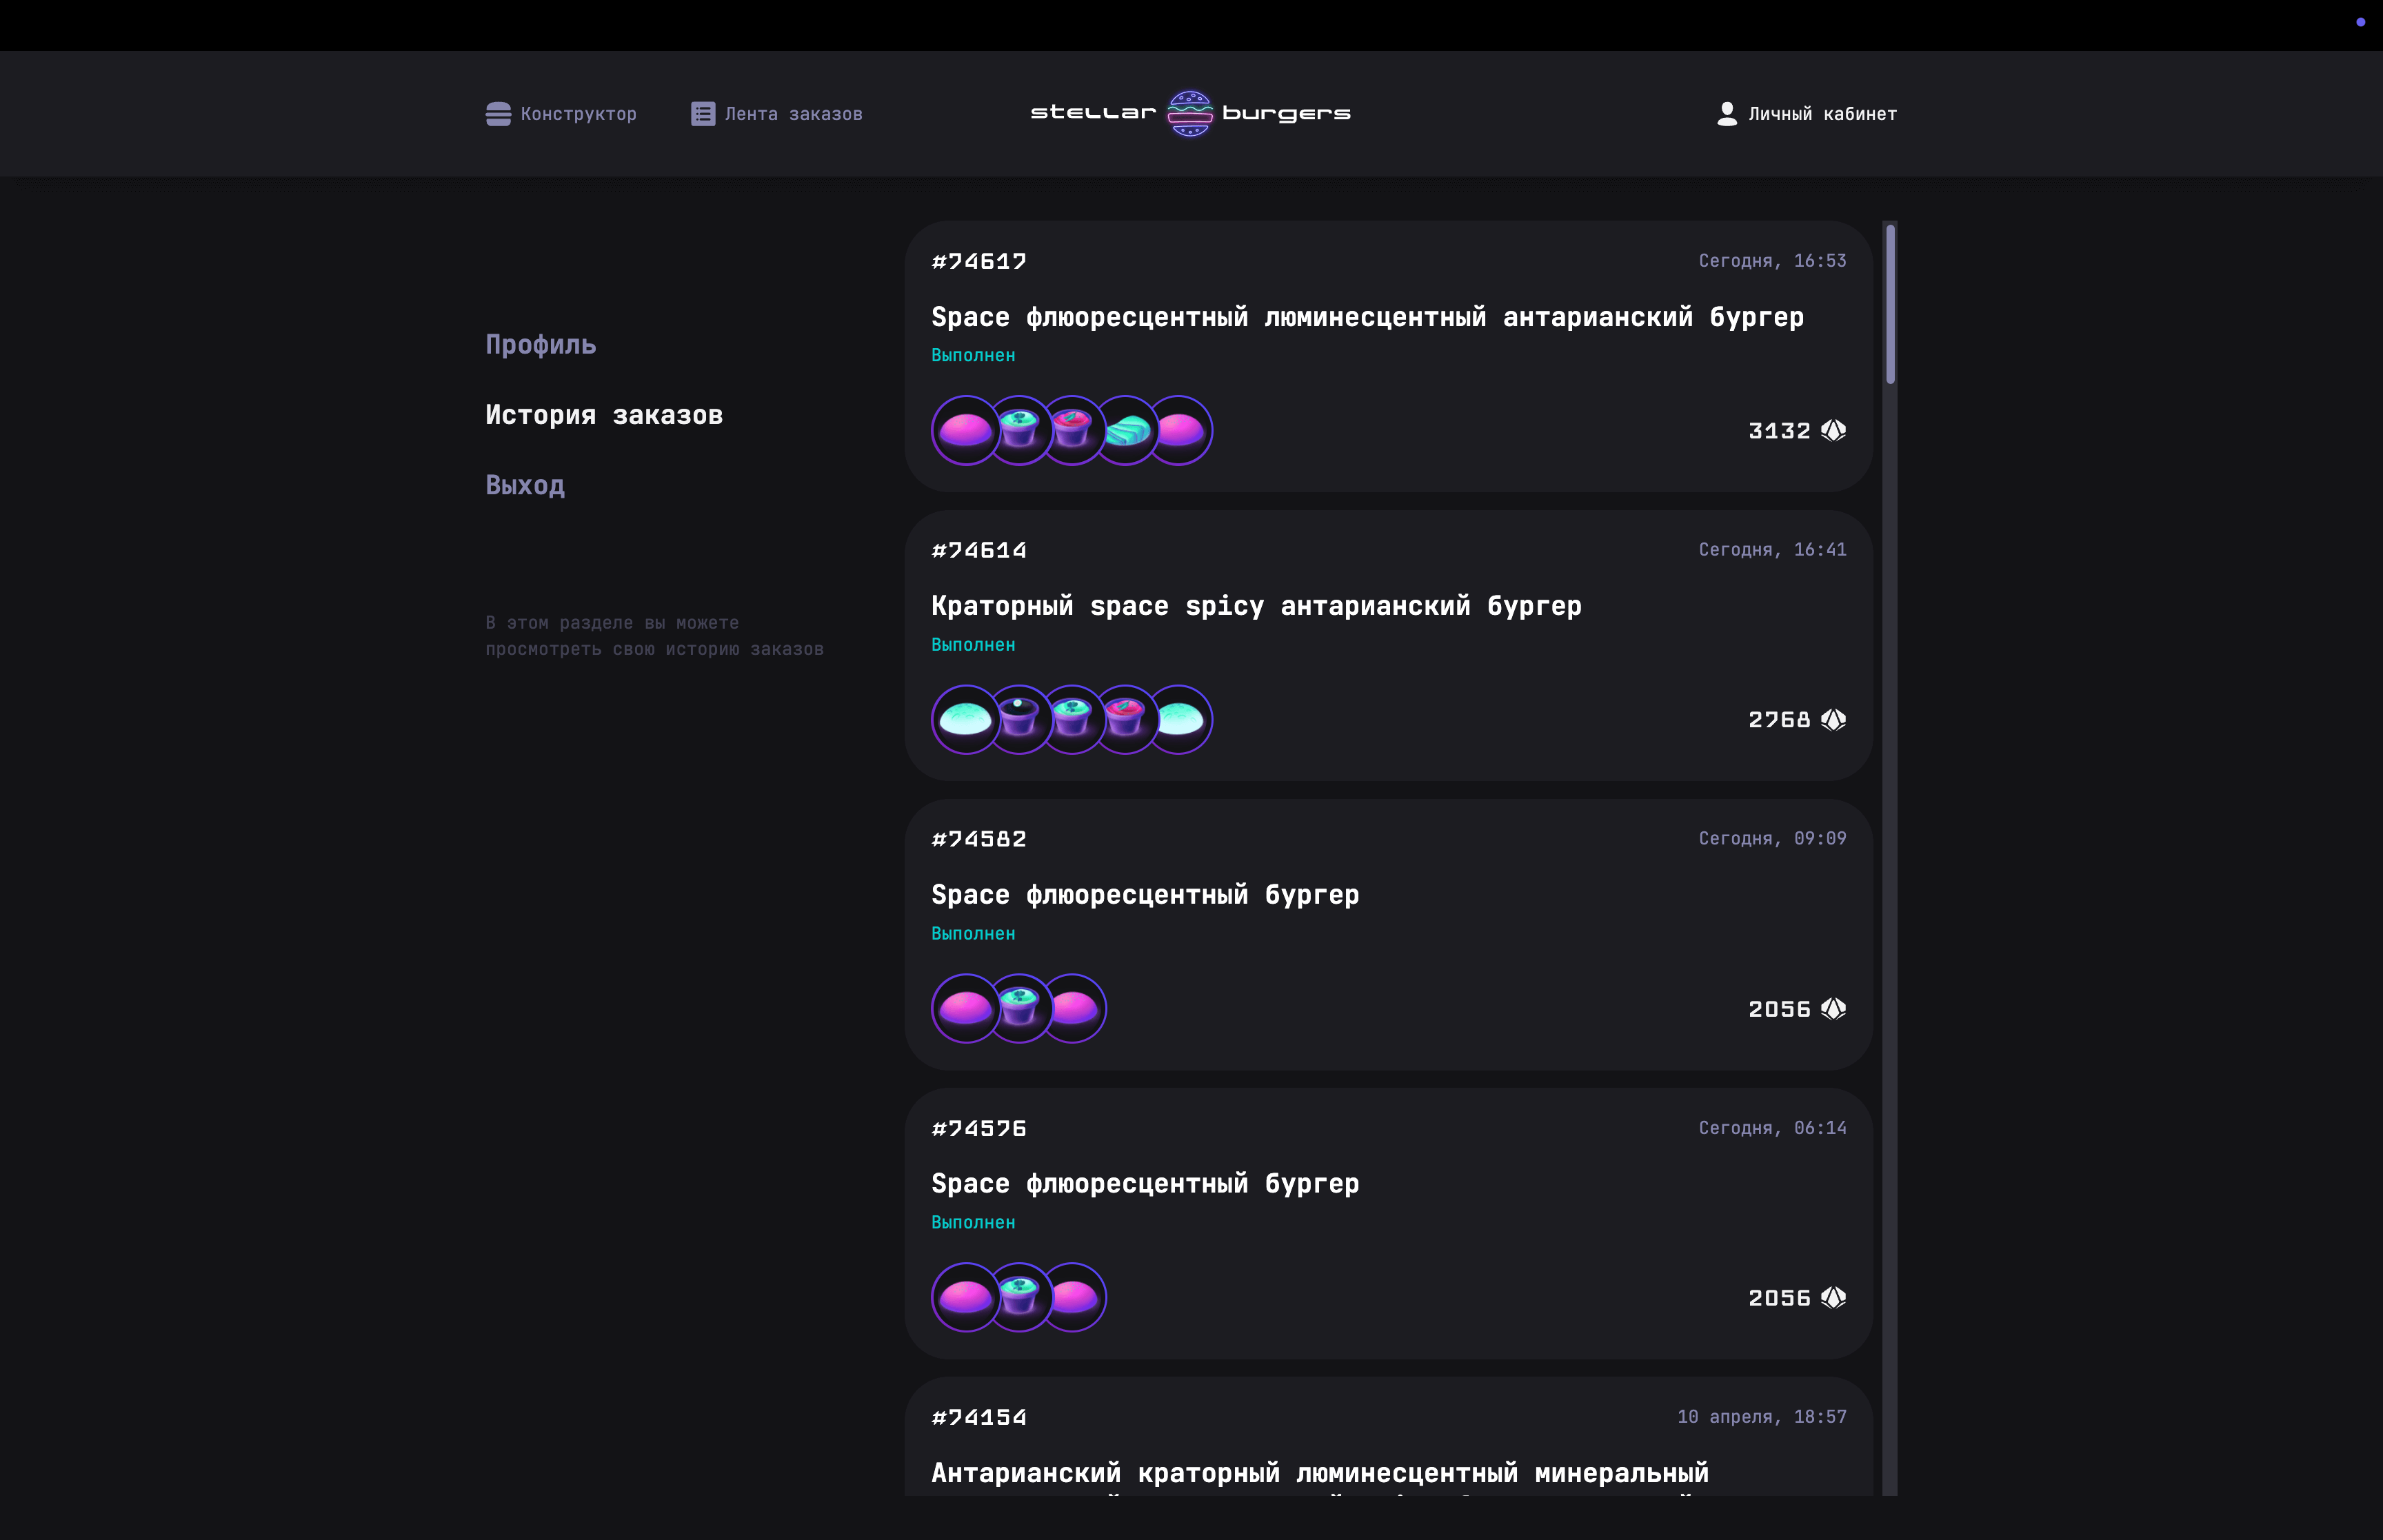 Конструктор
Лента заказов
stellar burgers
Личный кабинет
Профиль
История заказов
Выход
В этом разделе вы можете
просмотреть свою историю заказов
#74617
Сегодня, 16:53
Space флюоресцентный люминесцентный антарианский бургер
Выполнен
3132
#74614
Сегодня, 16:41
Краторный space spicy антарианский бургер
Выполнен
2768
#74582
Сегодня, 09:09
Space флюоресцентный бургер
Выполнен
2056
#74576
Сегодня, 06:14
Space флюоресцентный бургер
Выполнен
2056
#74154
10 апреля, 18:57
Антарианский краторный люминесцентный минеральный